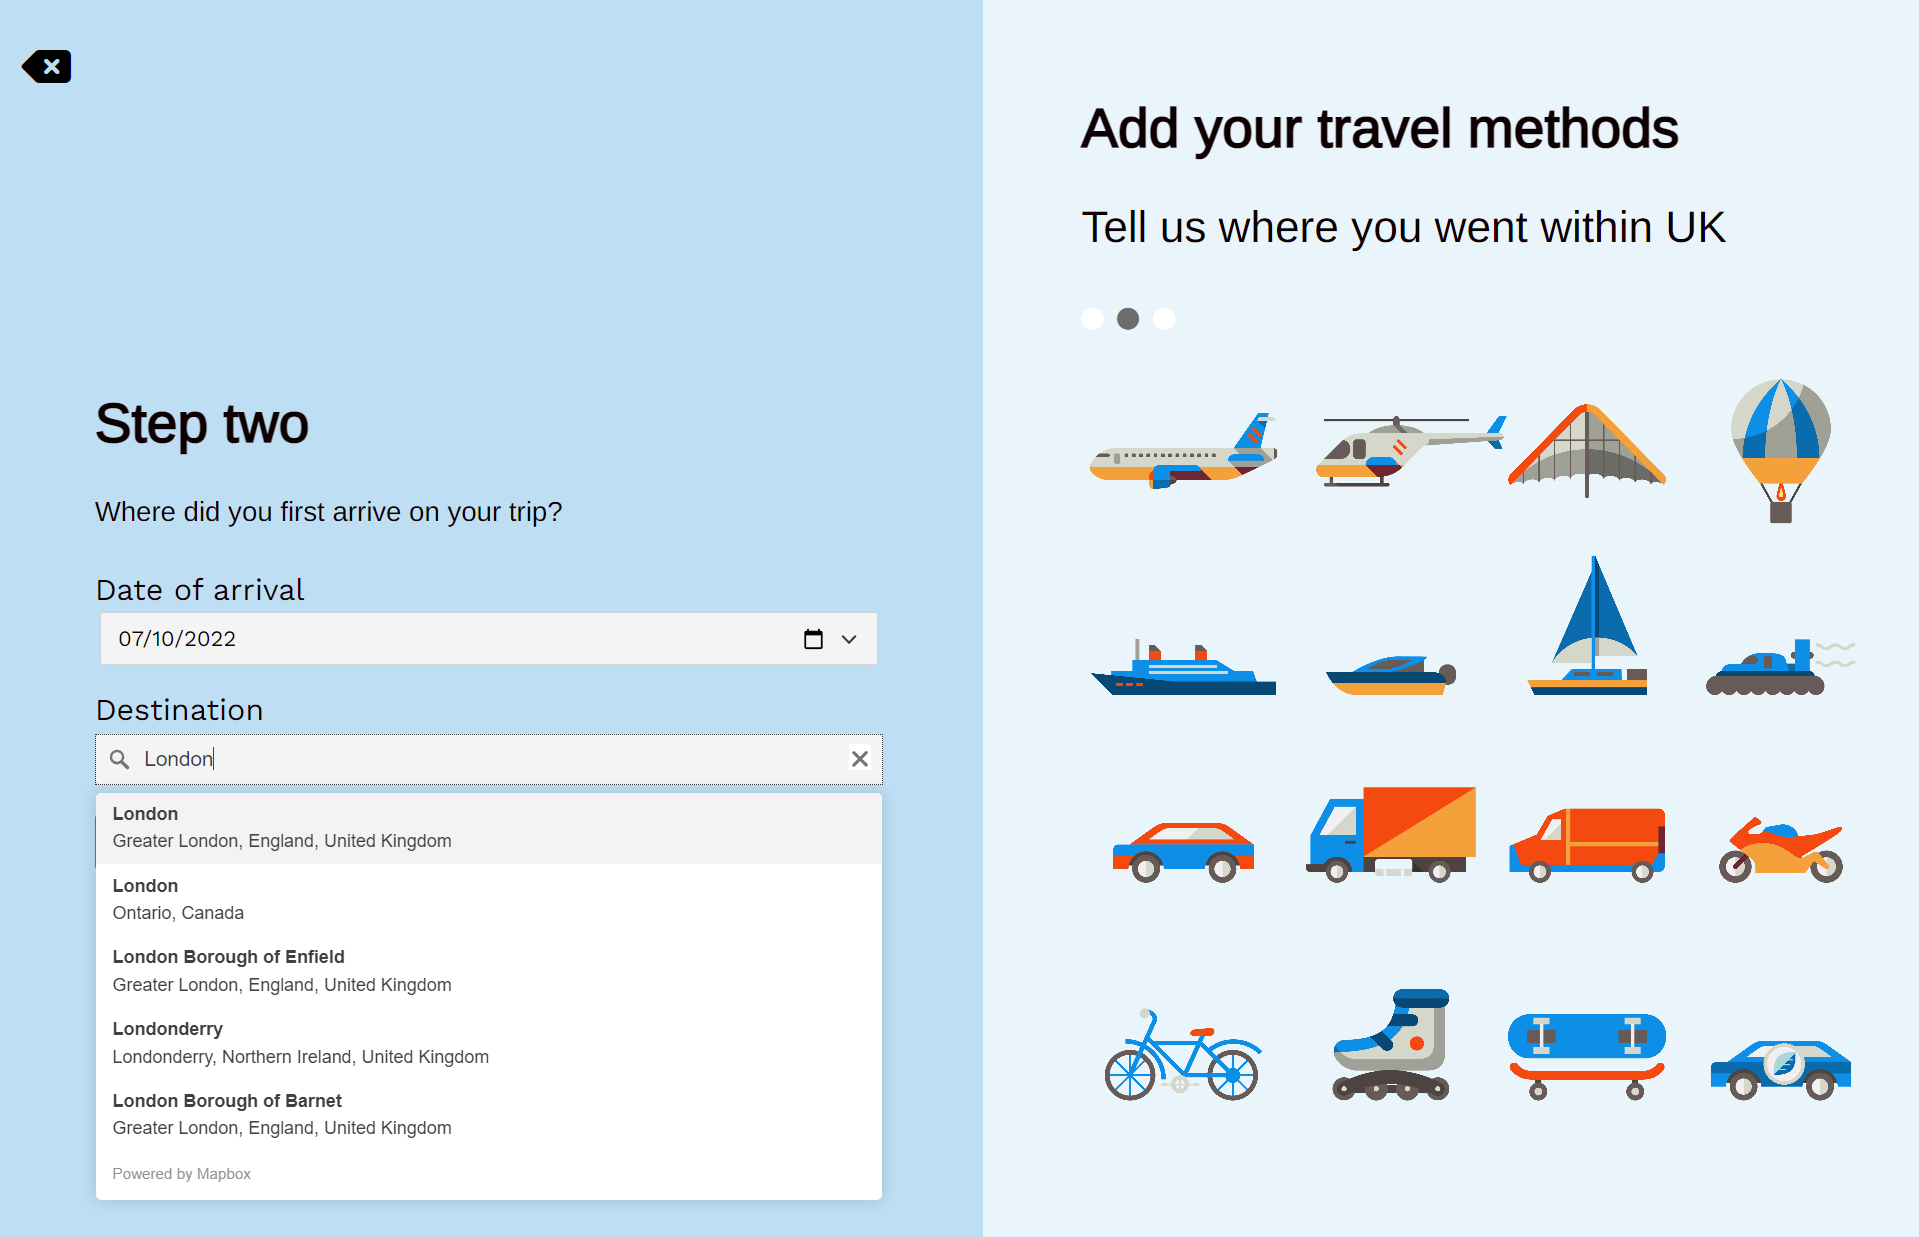 Step two
Where did you first arrive on your trip?
Date of arrival
07/10/2022
Destination
London
London
Greater London, England, United Kingdom
London
Ontario, Canada
London Borough of Enfield
Greater London, England, United Kingdom
Londonderry
Londonderry, Northern Ireland, United Kingdom
London Borough of Barnet
Greater London, England, United Kingdom
Powered by Mapbox
Add your travel methods
Tell us where you went within UK